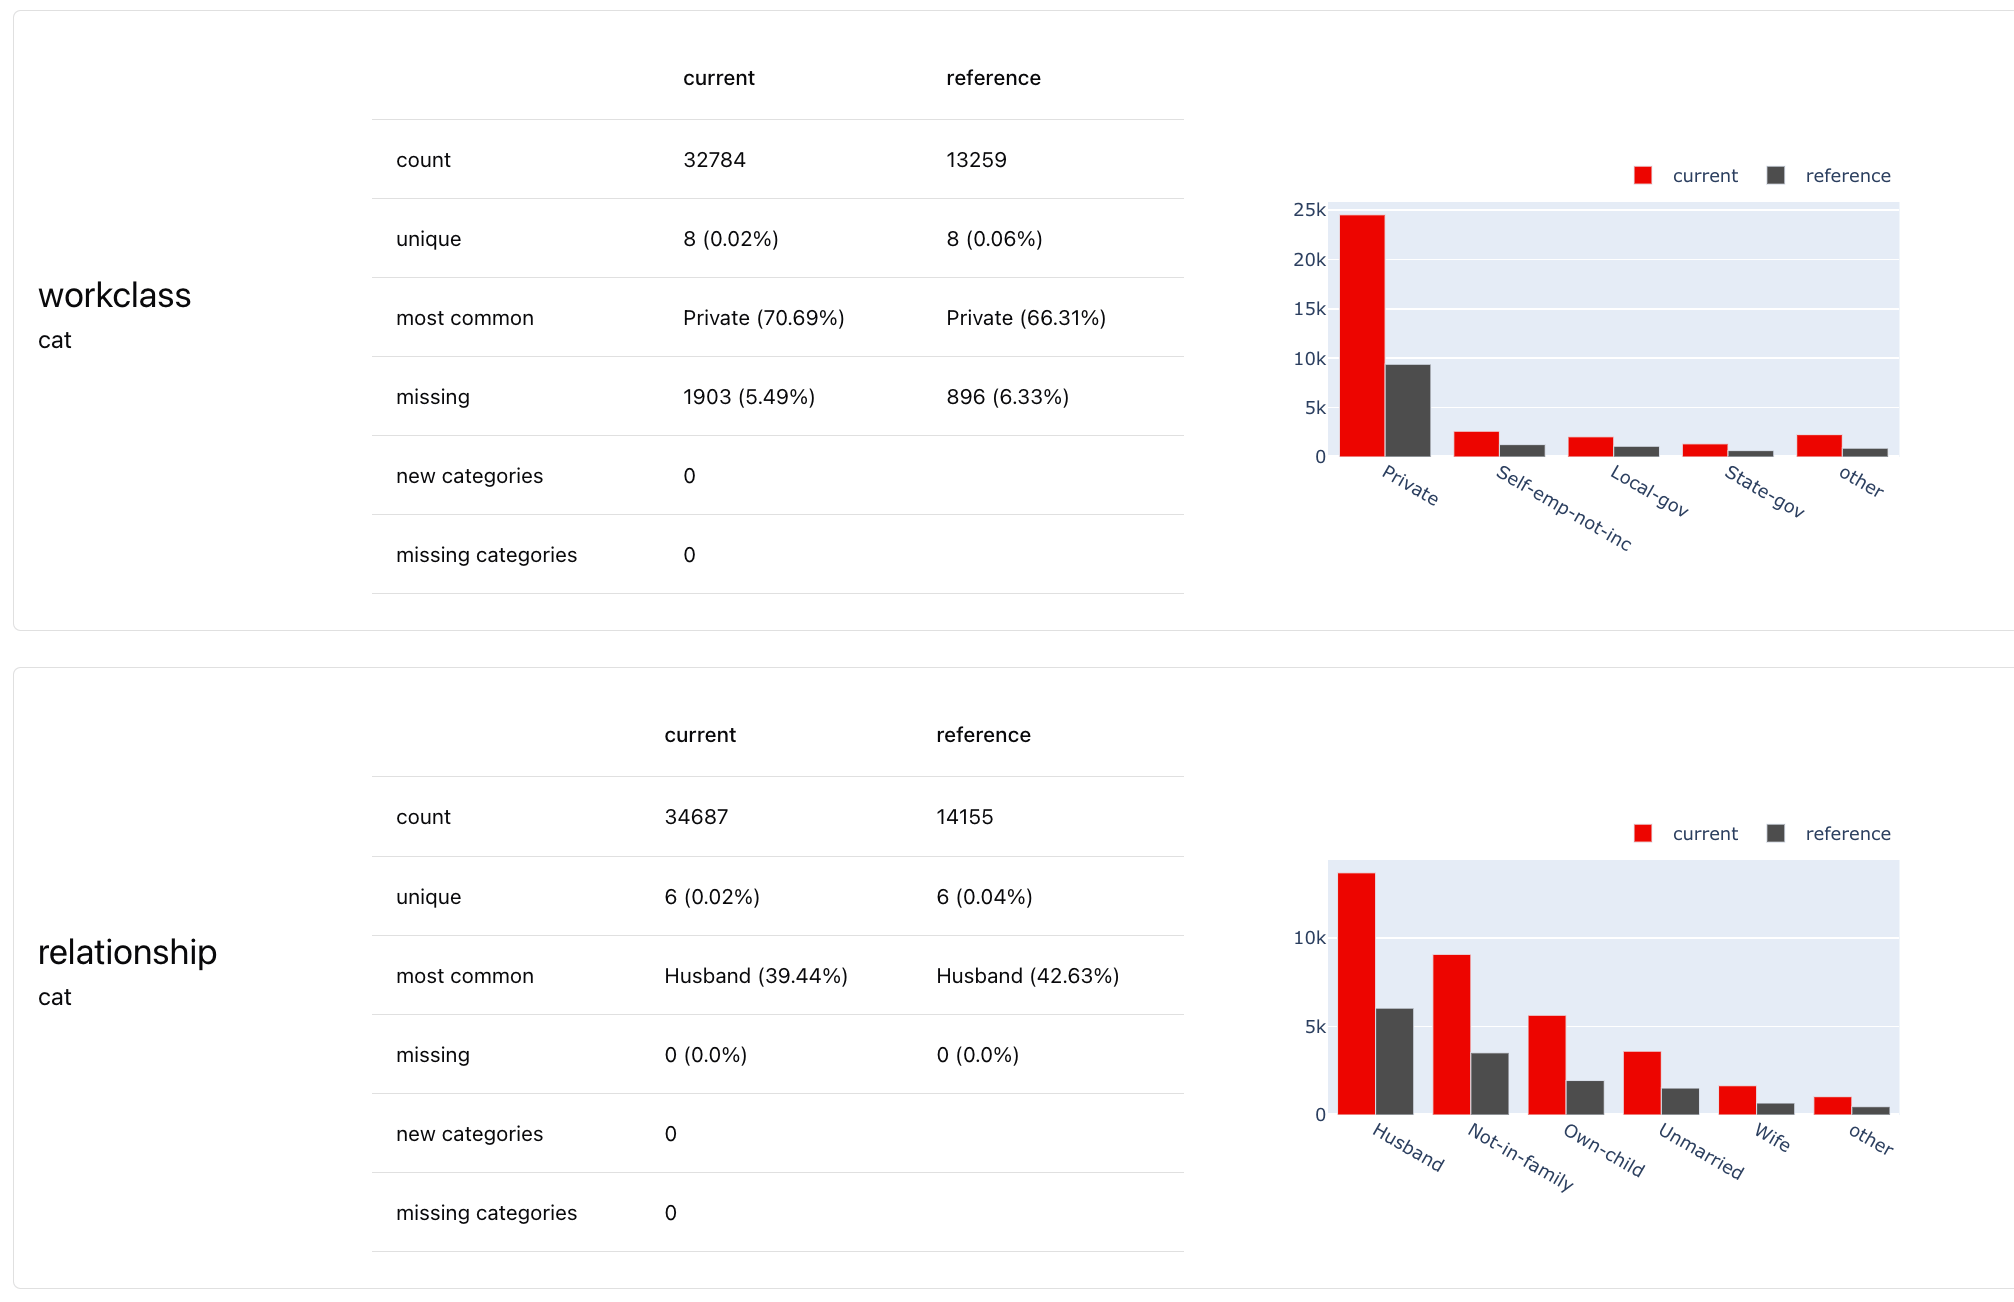 workclass
cat
current reference
count 32784 13259
unique 8 (0.02%) 8 (0.06%)
most common Private (70.69%) Private (66.31%)
missing 1903 (5.49%) 896 (6.33%)
new categories 0
missing categories 0
current reference
25k
20k
15k
10k
5k
0
Private Self-emp-not-inc Local-gov State-gov other
relationship
cat
current reference
count 34687 14155
unique 6 (0.02%) 6 (0.04%)
most common Husband (39.44%) Husband (42.63%)
missing 0 (0.0%) 0 (0.0%)
new categories 0
missing categories 0
current reference
10k
5k
0
Husband Not-in-family Own-child Unmarried Wife other